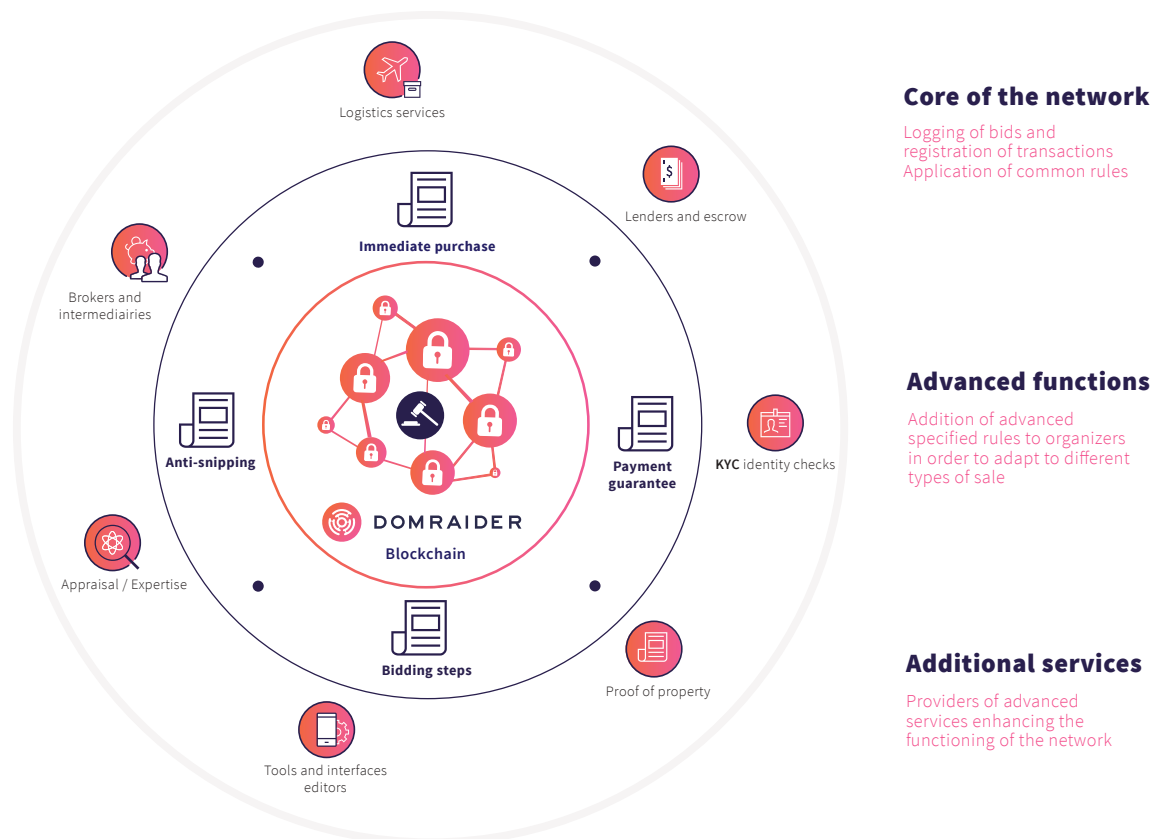 Logistics services
Lenders and escrow
Immediate purchase
Brokers and
intermediairies
Anti-snipping
Payment
guarantee
KYC identity checks
$
DOMRAIDER
Blockchain
Appraisal / Expertise
Bidding steps
Proof of property
Tools and interfaces
editors
Core of the network
Logging of bids and
registration of transactions
Application of common rules
Advanced functions
Addition of advanced
specified rules to organizers
in order to adapt to different
types of sale
Additional services
Providers of advanced
services enhancing the
functioning of the network